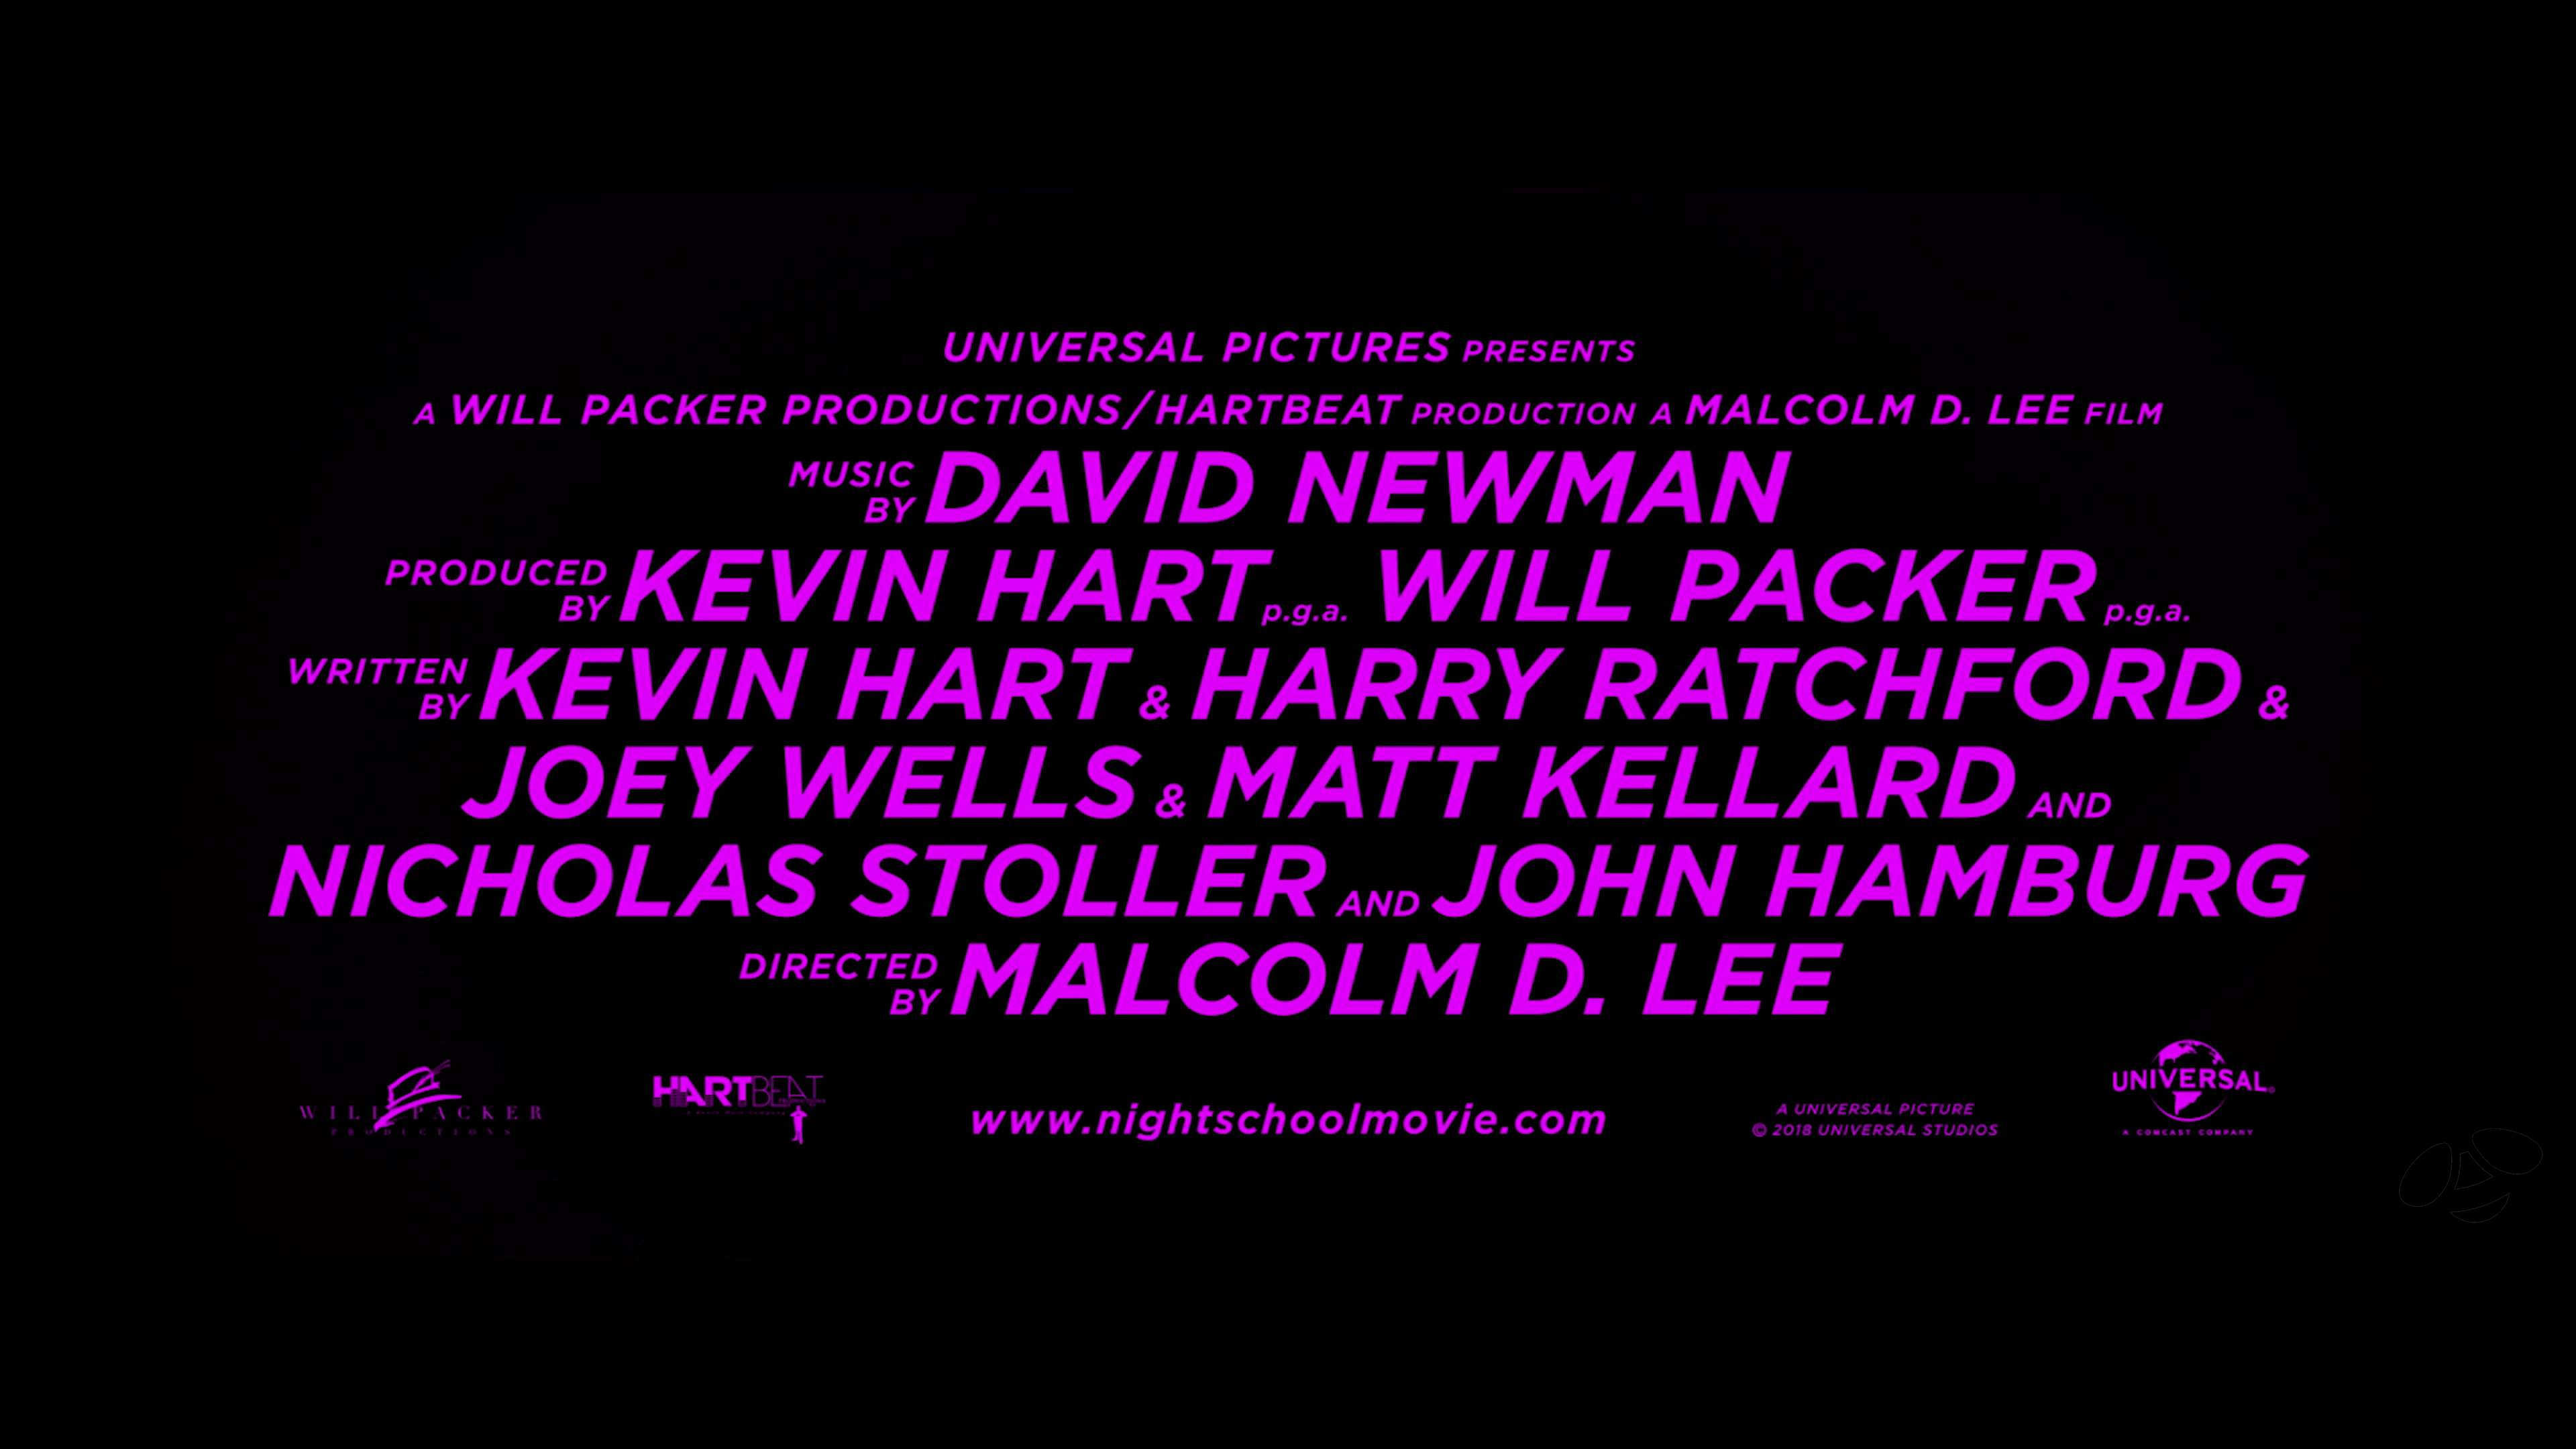 UNIVERSAL PICTURES PRESENTS
A WILL PACKER PRODUCTIONS/HARTBEAT PRODUCTION A MALCOLM D. LEE FILM
MUSIC BY DAVID NEWMAN
PRODUCED BY KEVIN HART p.g.a. WILL PACKER p.g.a.
WRITTEN BY KEVIN HART & HARRY RATCHFORD &
JOEY WELLS & MATT KELLARD AND
NICHOLAS STOLLER AND JOHN HAMBURG
DIRECTED BY MALCOLM D. LEE
WILL PACKER
PRODUCTIONS
HARTBEAT
www.nightschoolmovie.com
A UNIVERSAL PICTURE
© 2018 UNIVERSAL STUDIOS
UNIVERSAL
A COMCAST COMPANY